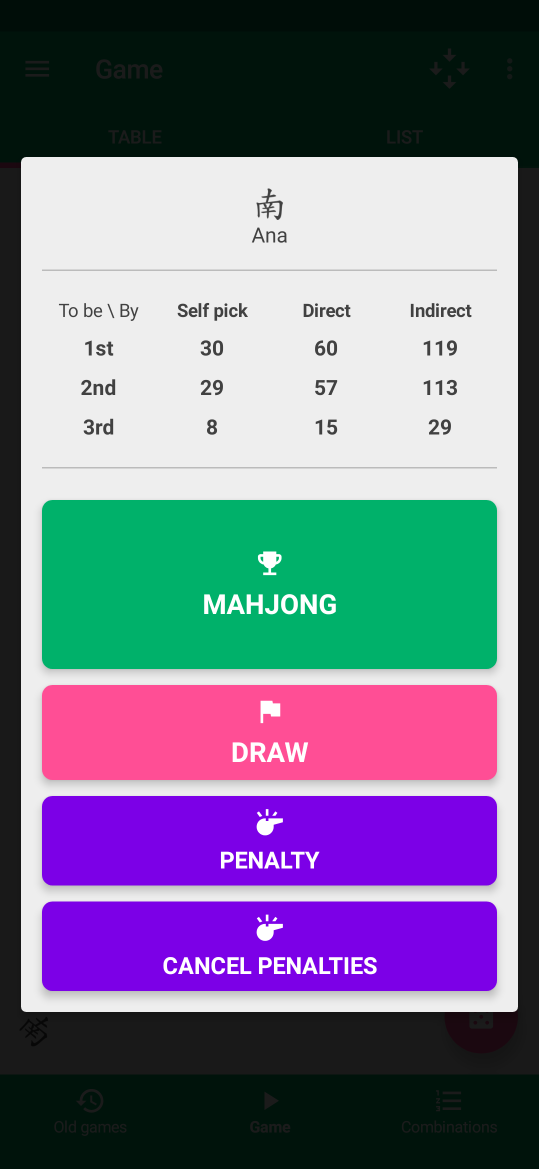 Game
TABLE LIST
南
Ana
To be \ By Self pick Direct Indirect
1st 30 60 119
2nd 29 57 113
3rd 8 15 29
MAHJONG
DRAW
PENALTY
CANCEL PENALTIES
南
Old games Game Combinations